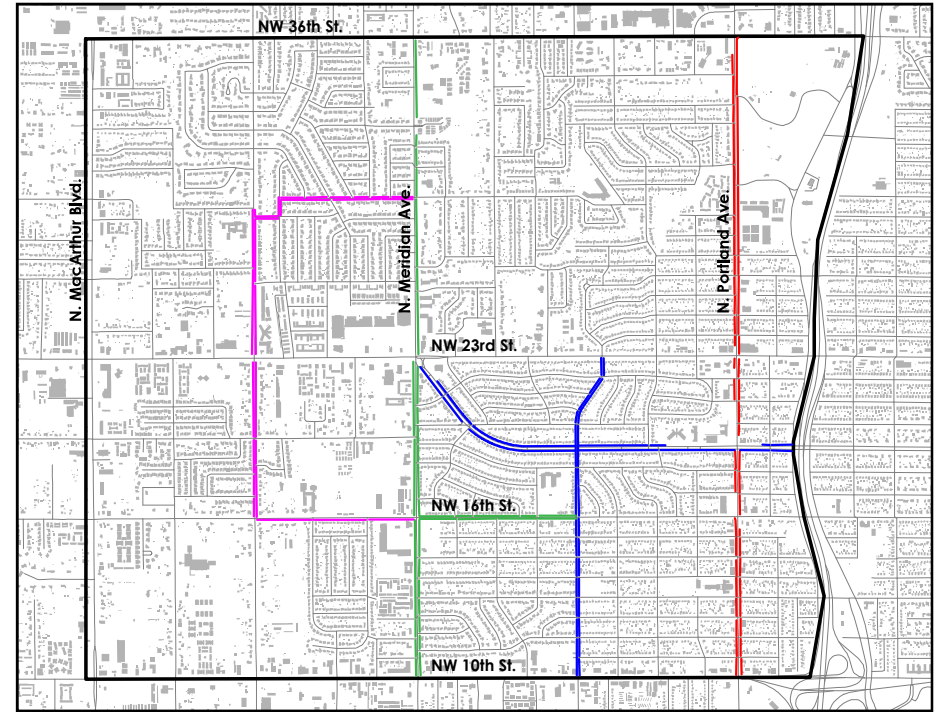 NW 36th St.
N. MacArthur Blvd.
N. Meridian Ave.
N. Portland Ave.
NW 23rd St.
NW 16th St.
NW 10th St.